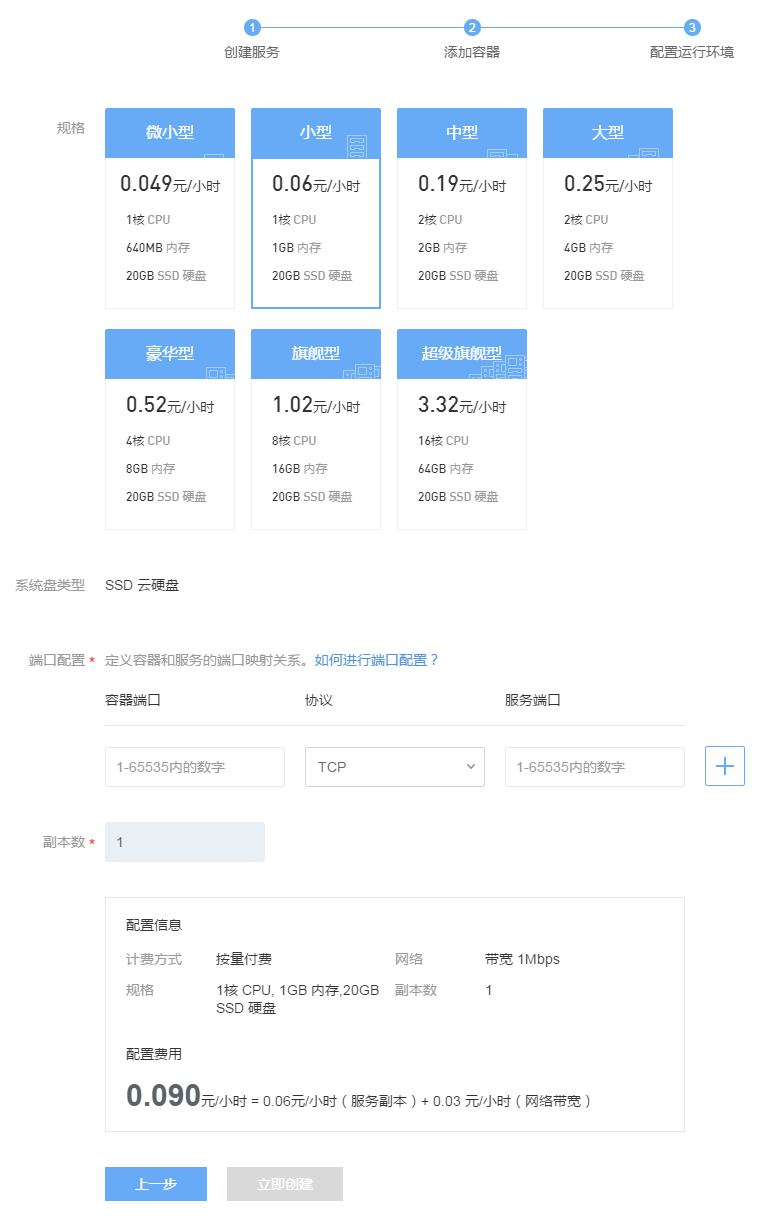 1 2 3
创建服务 添加容器 配置运行环境
规格
微小型 小型 中型 大型
0.049元/小时 0.06元/小时 0.19元/小时 0.25元/小时
1核 CPU 1核 CPU 2核 CPU 2核 CPU
640MB 内存 1GB 内存 2GB 内存 4GB 内存
20GB SSD 硬盘 20GB SSD 硬盘 20GB SSD 硬盘 20GB SSD 硬盘
豪华型 旗舰型 超级旗舰型
0.52元/小时 1.02元/小时 3.32元/小时
4核 CPU 8核 CPU 16核 CPU
8GB 内存 16GB 内存 64GB 内存
20GB SSD 硬盘 20GB SSD 硬盘 20GB SSD 硬盘
系统盘类型 SSD 云硬盘
端口配置 * 定义容器和服务的端口映射关系。如何进行端口配置？
容器端口 协议 服务端口
1-65535内的数字 TCP 1-65535内的数字
副本数 * 1
配置信息
计费方式 按量付费 网络 带宽 1Mbps
规格 1核 CPU, 1GB 内存,20GB 副本数 1
SSD 硬盘
配置费用
0.090元/小时 = 0.06元/小时（服务副本）+ 0.03 元/小时（网络带宽）
上一步 立即创建